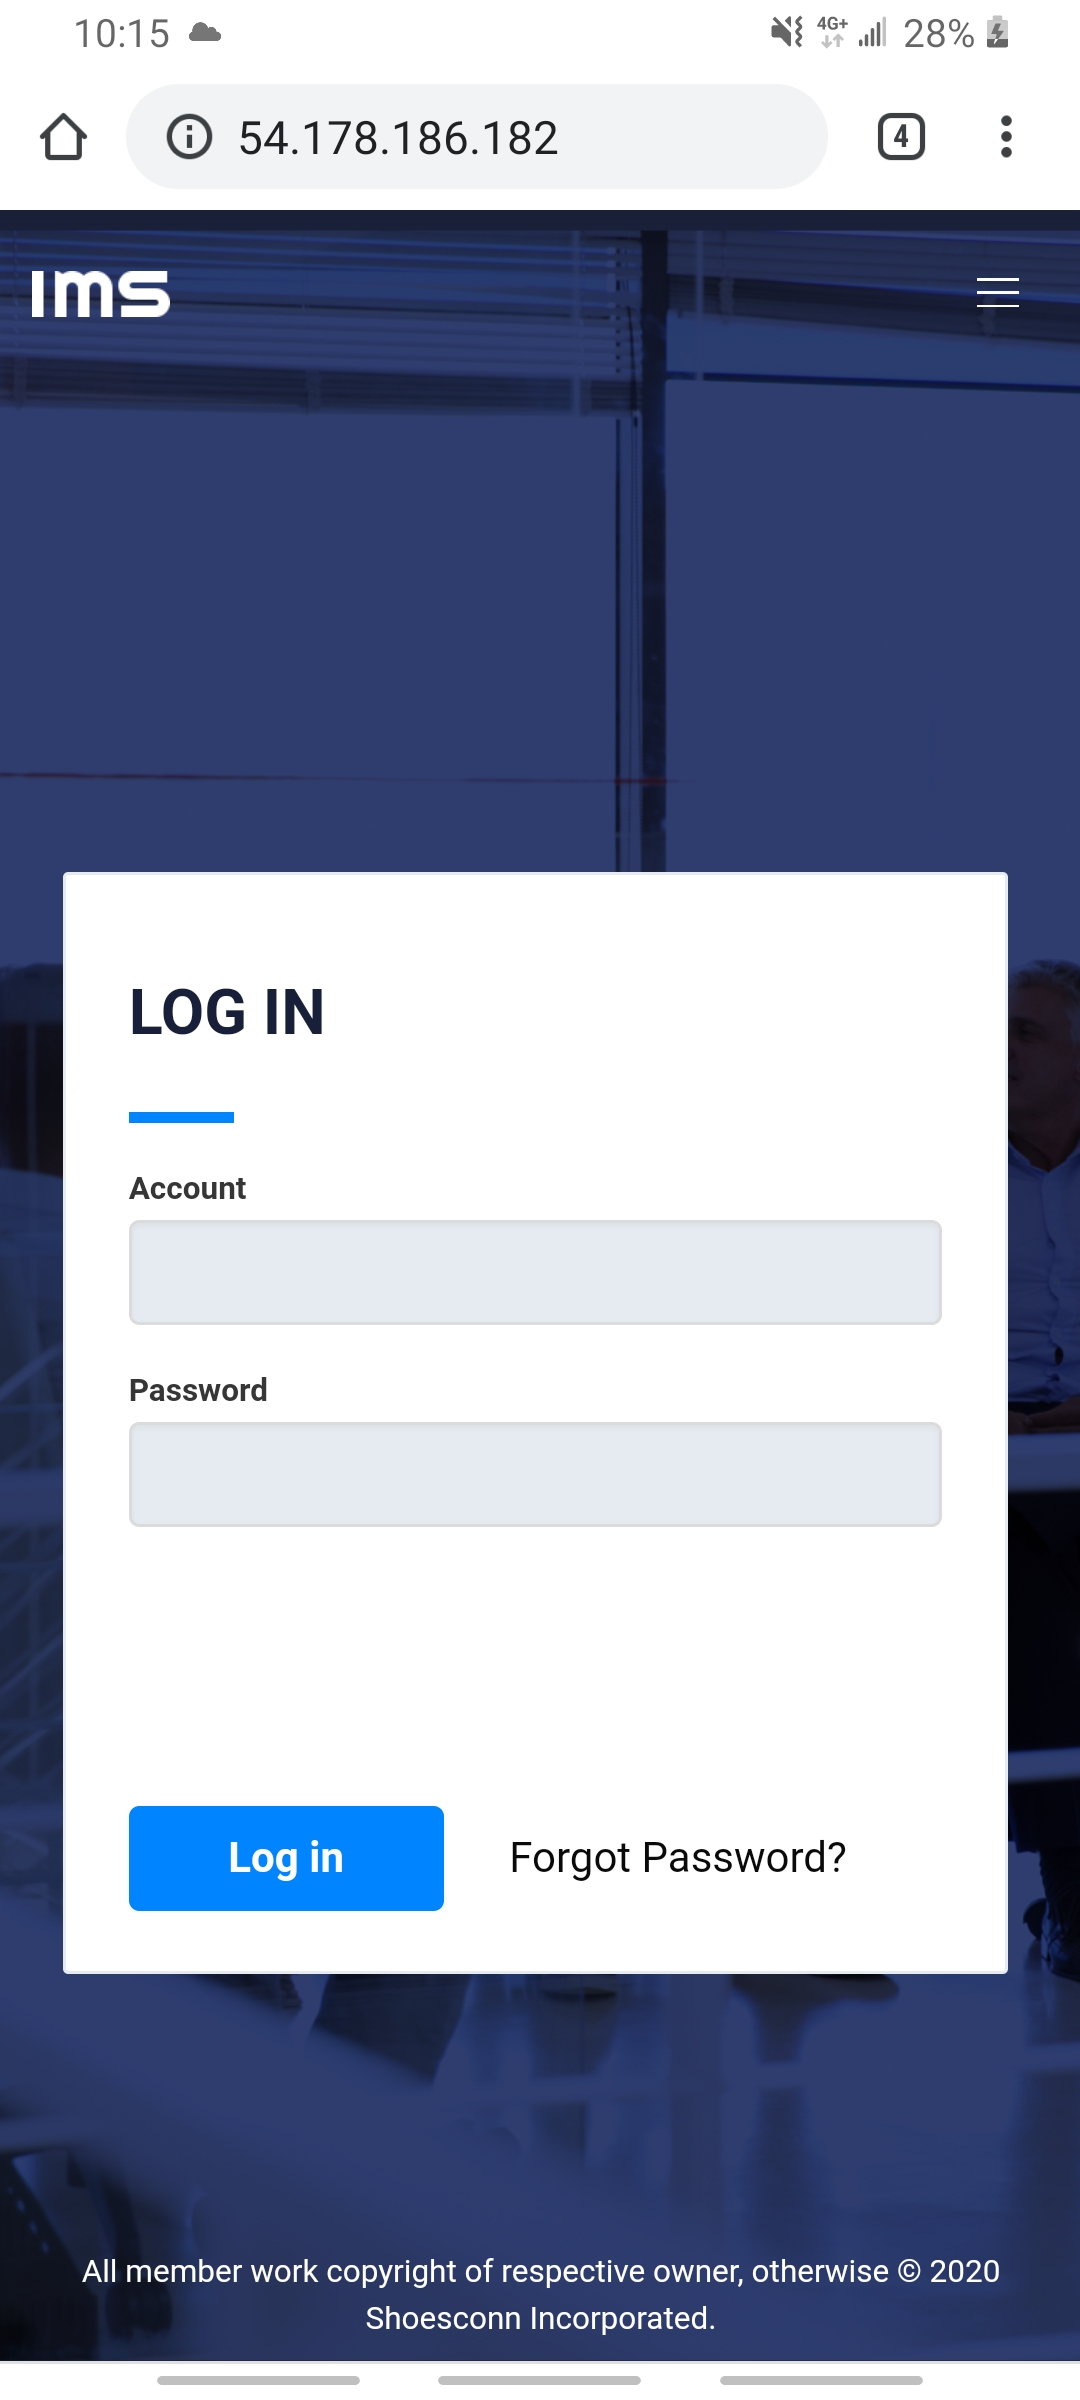 10:15
4G+ 28%
54.178.186.182
4
ims
LOG IN
Account
Password
Log in
Forgot Password?
All member work copyright of respective owner, otherwise © 2020
Shoesconn Incorporated.